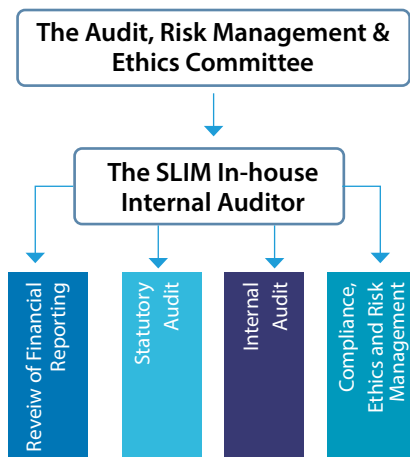 The Audit, Risk Management &
Ethics Committee
The SLIM In-house
Internal Auditor
Reveiw of Financial
Reporting
Statutory
Audit
Internal
Audit
Compliance,
Ethics and Risk
Management